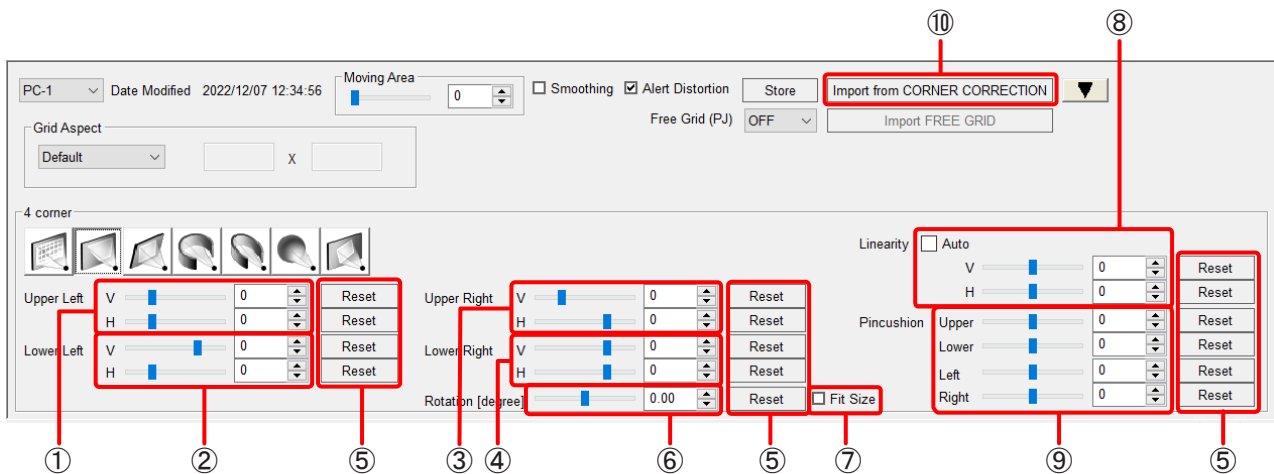 ⑩ ⑧
PC-1 Date Modified 2022/12/07 12:34:56 Moving Area 0 Smoothing Alert Distortion Store Import from CORNER CORRECTION ▼
Free Grid (PJ) OFF Import FREE GRID
Grid Aspect
Default X
4 corner
Linearity Auto
V 0 Reset
H 0 Reset
Upper Left V 0 Reset Upper Right V 0 Reset
H 0 Reset H 0 Reset
Lower Left V 0 Reset Lower Right V 0 Reset
H 0 Reset H 0 Reset
Rotation [degree] 0.00 Reset Fit Size
Pincushion Upper 0 Reset
Lower 0 Reset
Left 0 Reset
Right 0 Reset
① ② ⑤ ③ ④ ⑥ ⑤ ⑦ ⑨ ⑤